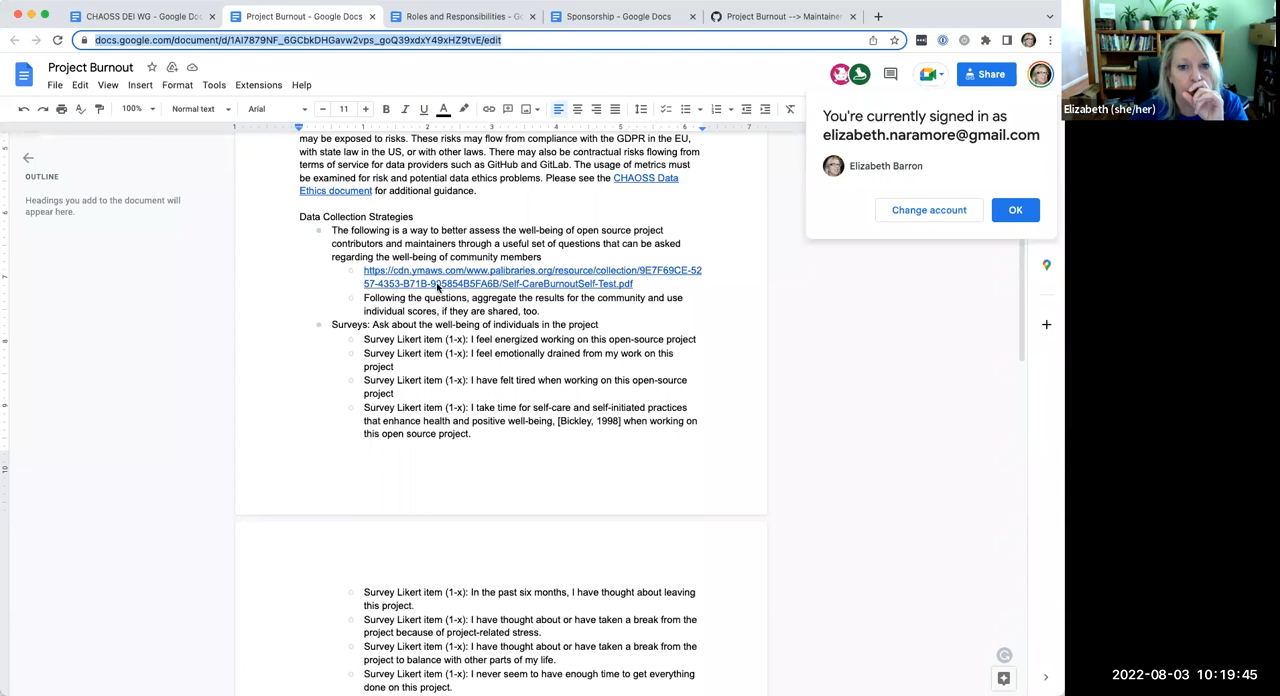 CHAOSS DEI WG - Google Doc
Project Burnout - Google Docs
Roles and Responsibilities - Go
Sponsorship - Google Docs
Project Burnout --> Maintainer
docs.google.com/document/d/1AI7879NF_6GCbkDHGavw2vps_goQ39xdxY49xHZ9tvE/edit
Project Burnout
File Edit View Insert Format Tools Extensions Help
Share
100% Normal text Arial 11
Elizabeth (she/her)
You're currently signed in as
elizabeth.naramore@gmail.com
Elizabeth Barron
Change account OK
1 1 2 3 4 5 6 7
OUTLINE
Headings you add to the document will
appear here.
may be exposed to risks. These risks may flow from compliance with the GDPR in the EU,
with state law in the US, or with other laws. There may also be contractual risks flowing from
terms of service for data providers such as GitHub and GitLab. The usage of metrics must
be examined for risk and potential data ethics problems. Please see the CHAOSS Data
Ethics document for additional guidance.
Data Collection Strategies
The following is a way to better assess the well-being of open source project
contributors and maintainers through a useful set of questions that can be asked
regarding the well-being of community members
https://cdn.ymaws.com/www.palibraries.org/resource/collection/9E7F69CE-52
57-4353-B71B-905854B5FA6B/Self-CareBurnoutSelf-Test.pdf
Following the questions, aggregate the results for the community and use
individual scores, if they are shared, too.
Surveys: Ask about the well-being of individuals in the project
Survey Likert item (1-x): I feel energized working on this open-source project
Survey Likert item (1-x): I feel emotionally drained from my work on this
project
Survey Likert item (1-x): I have felt tired when working on this open-source
project
Survey Likert item (1-x): I take time for self-care and self-initiated practices
that enhance health and positive well-being, [Bickley, 1998] when working on
this open source project.
Survey Likert item (1-x): In the past six months, I have thought about leaving
this project.
Survey Likert item (1-x): I have thought about or have taken a break from the
project because of project-related stress.
Survey Likert item (1-x): I have thought about or have taken a break from the
project to balance with other parts of my life.
Survey Likert item (1-x): I never seem to have enough time to get everything
done on this project.
2022-08-03 10:19:45